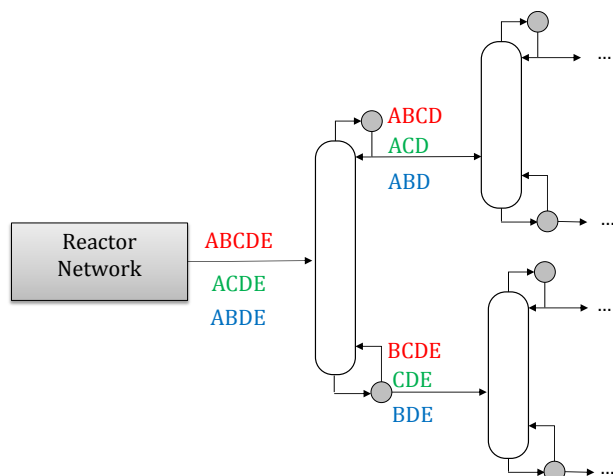 Reactor
Network
ABCDE
ACDE
ABDE
ABCD
ACD
ABD
BCDE
CDE
BDE
...
...
...
...